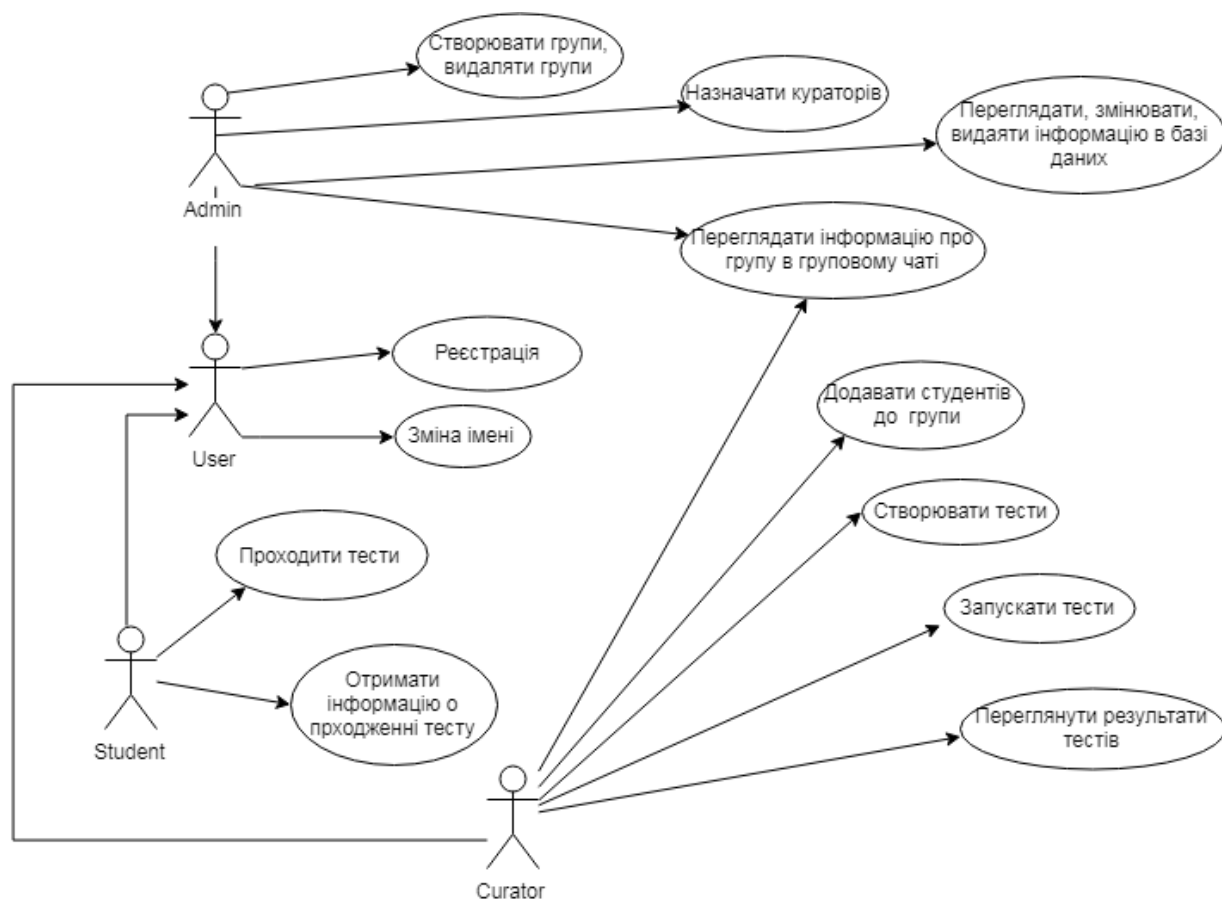 Створювати групи,
видаляти групи
Назначати кураторів
Переглядати, змінювати,
видаяти інформацію в базі
даних
Admin
Переглядати інформацію про
групу в груповому чаті
Реєстрація
Зміна імені
User
Додавати студентів
до групи
Створювати тести
Проходити тести
Запускати тести
Отримати
інформацію о
прходженні тесту
Student
Переглянути результати
тестів
Curator